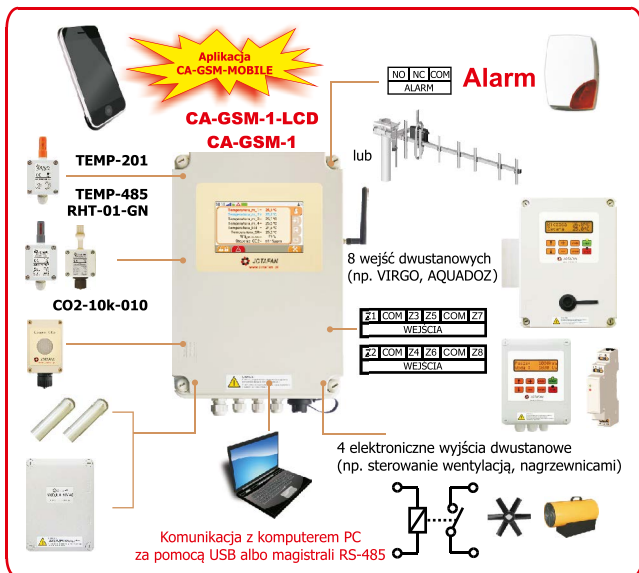 Aplikacja
CA-GSM-MOBILE
NO NC COM
ALARM
Alarm
CA-GSM-1-LCD
CA-GSM-1
TEMP-201
lub
TEMP-485
RHT-01-GN
JOTAFAN
8 wejść dwustanowych
(np. VIRGO, AQUADOZ)
JOTAFAN
CO2-10k-010
Z1 COM Z3 Z5 COM Z7
WEJŚCIA
Z2 COM Z4 Z6 COM Z8
WEJŚCIA
4 elektroniczne wyjścia dwustanowe
(np. sterowanie wentylacją, nagrzewnicami)
Komunikacja z komputerem PC
za pomocą USB albo magistrali RS-485